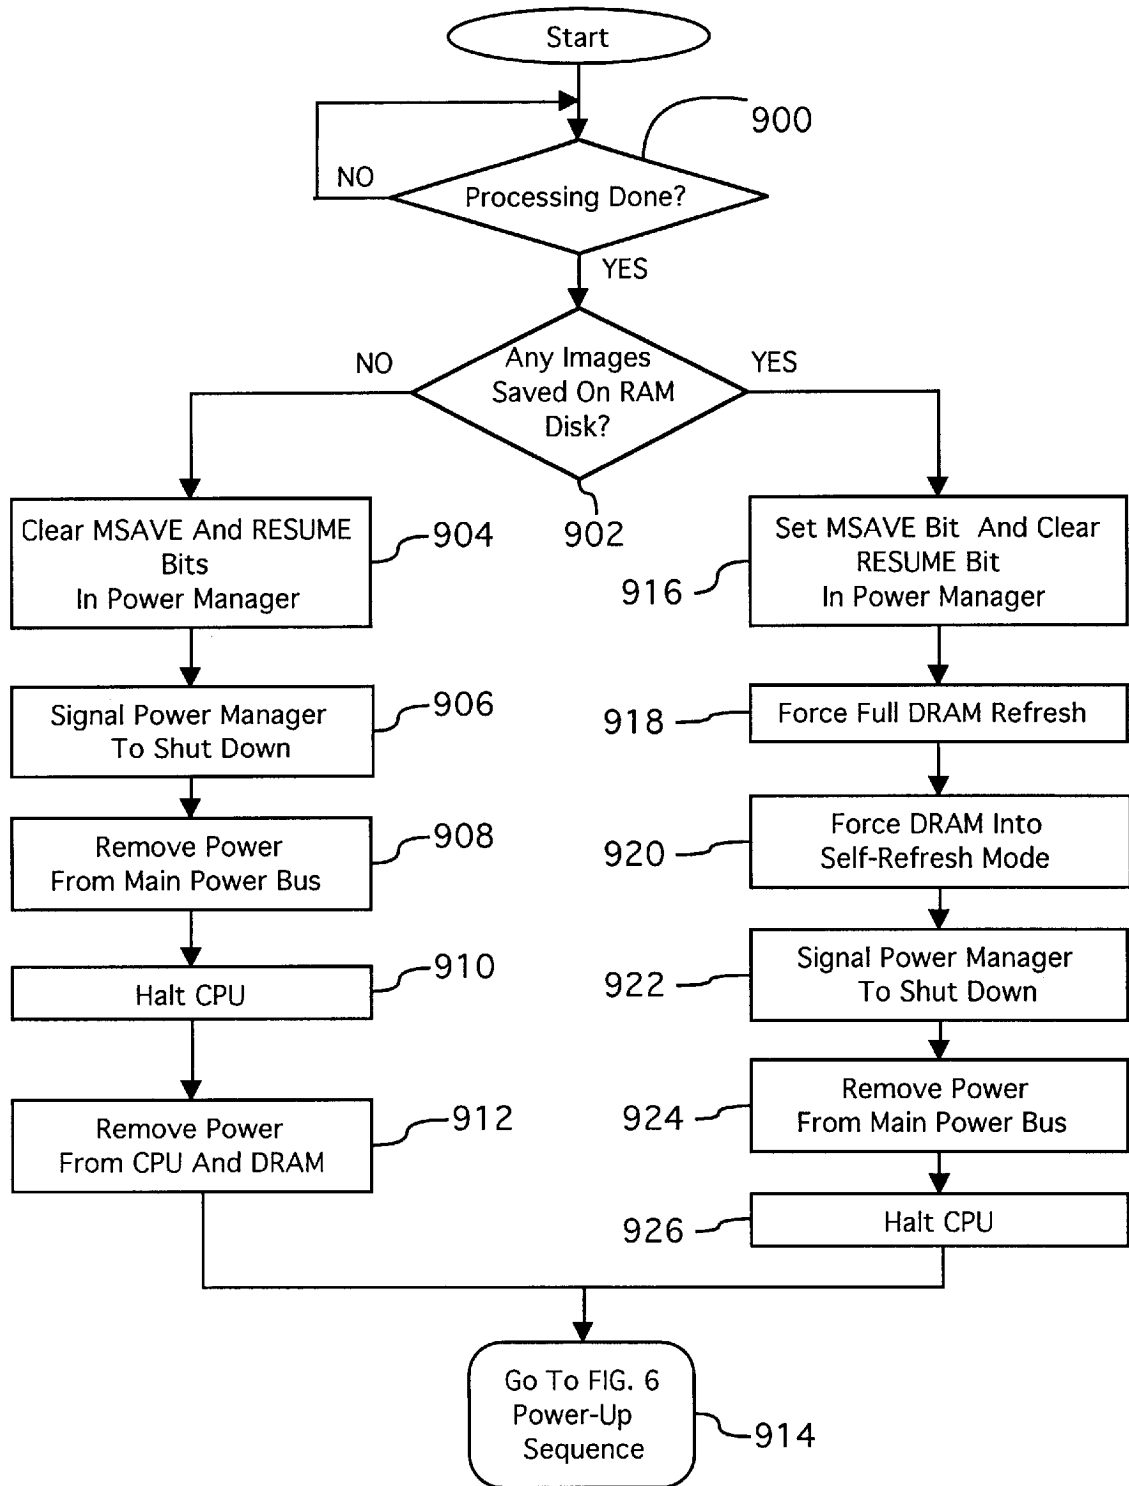 Start
900
NO
Processing Done?
YES
NO
Any Images
Saved On RAM
Disk?
YES
902
Clear MSAVE And RESUME
Bits
In Power Manager
904
Signal Power Manager
To Shut Down
906
Remove Power
From Main Power Bus
908
Halt CPU
910
Remove Power
From CPU And DRAM
912
Set MSAVE Bit And Clear
RESUME Bit
In Power Manager
916
Force Full DRAM Refresh
918
Force DRAM Into
Self-Refresh Mode
920
Signal Power Manager
To Shut Down
922
Remove Power
From Main Power Bus
924
Halt CPU
926
Go To FIG. 6
Power-Up
Sequence
914